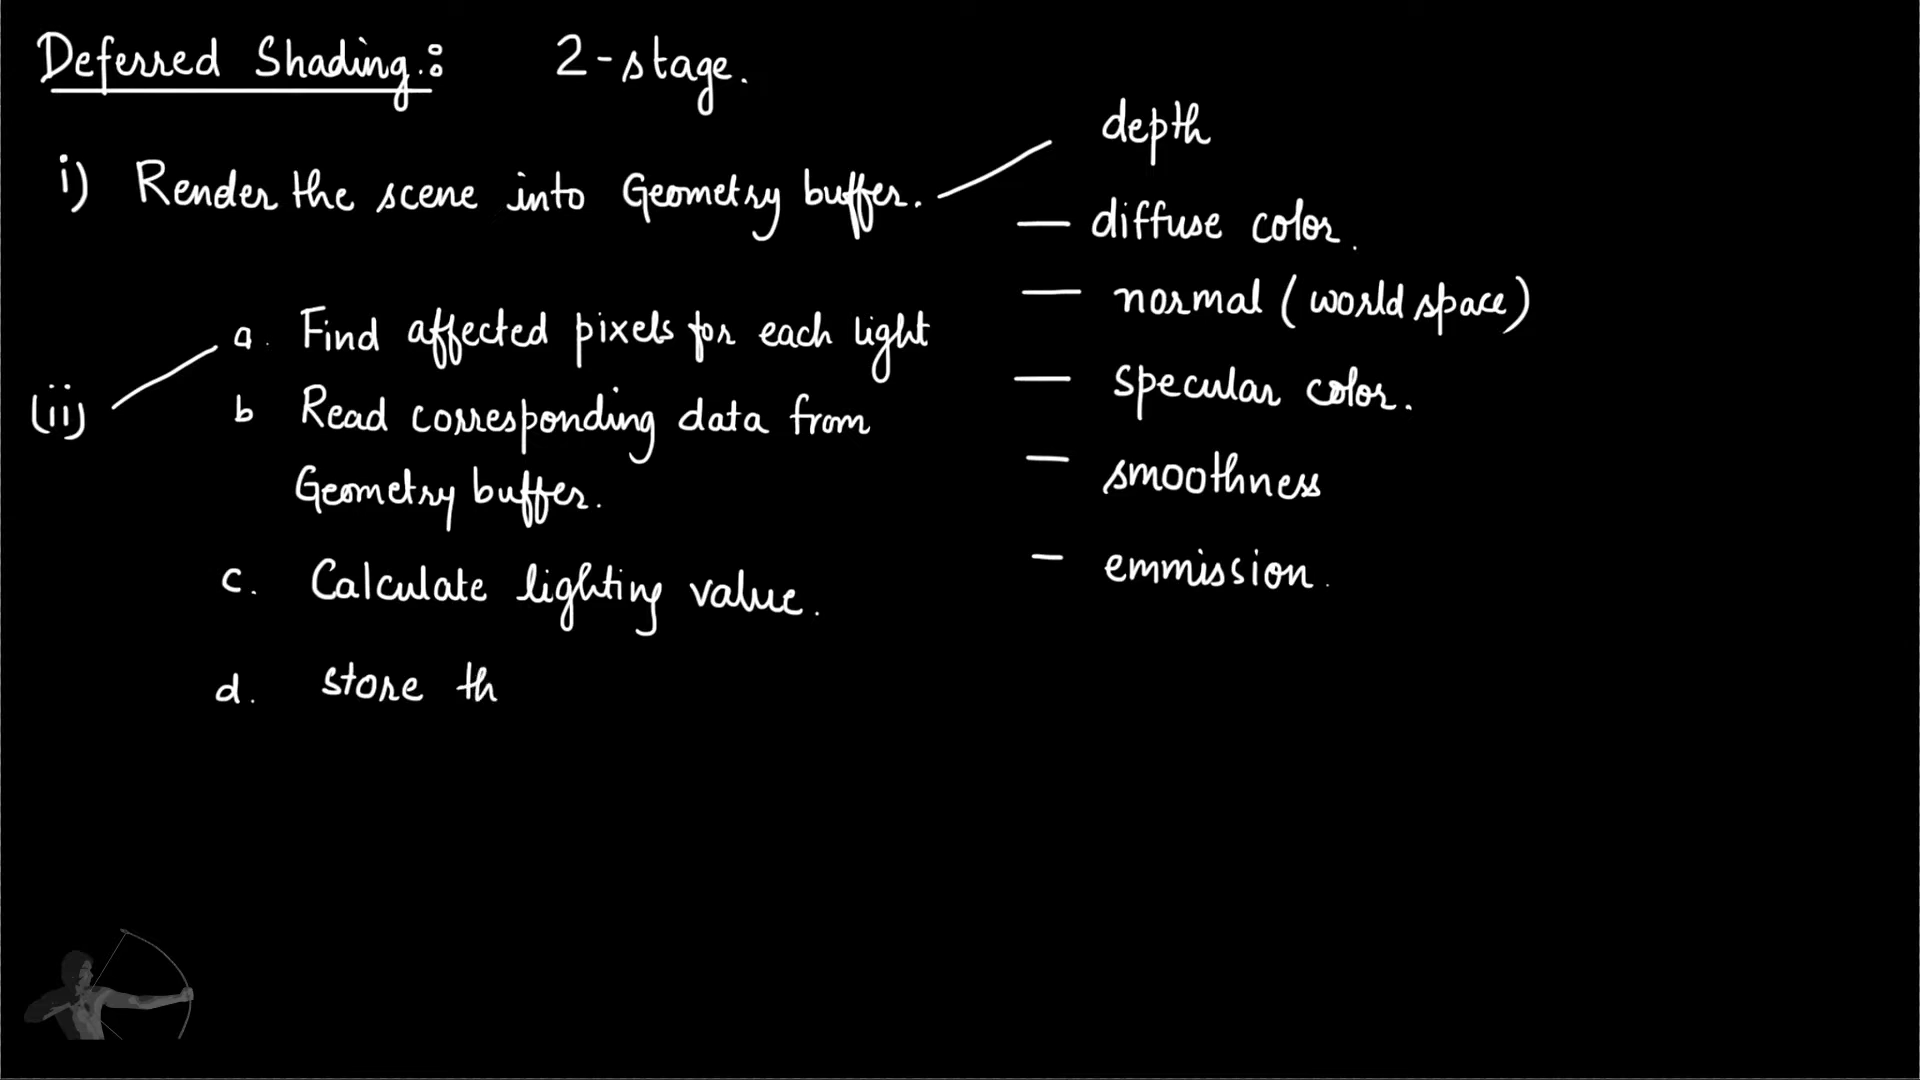 Deferred Shading :    2-stage.
i) Render the scene into Geometry buffer.
depth
— diffuse color.
— normal (world space)
— specular color.
— smoothness
— emmission.
(ii)
a. Find affected pixels for each light
b Read corresponding data from
Geometry buffer.
c. Calculate lighting value.
d. store th